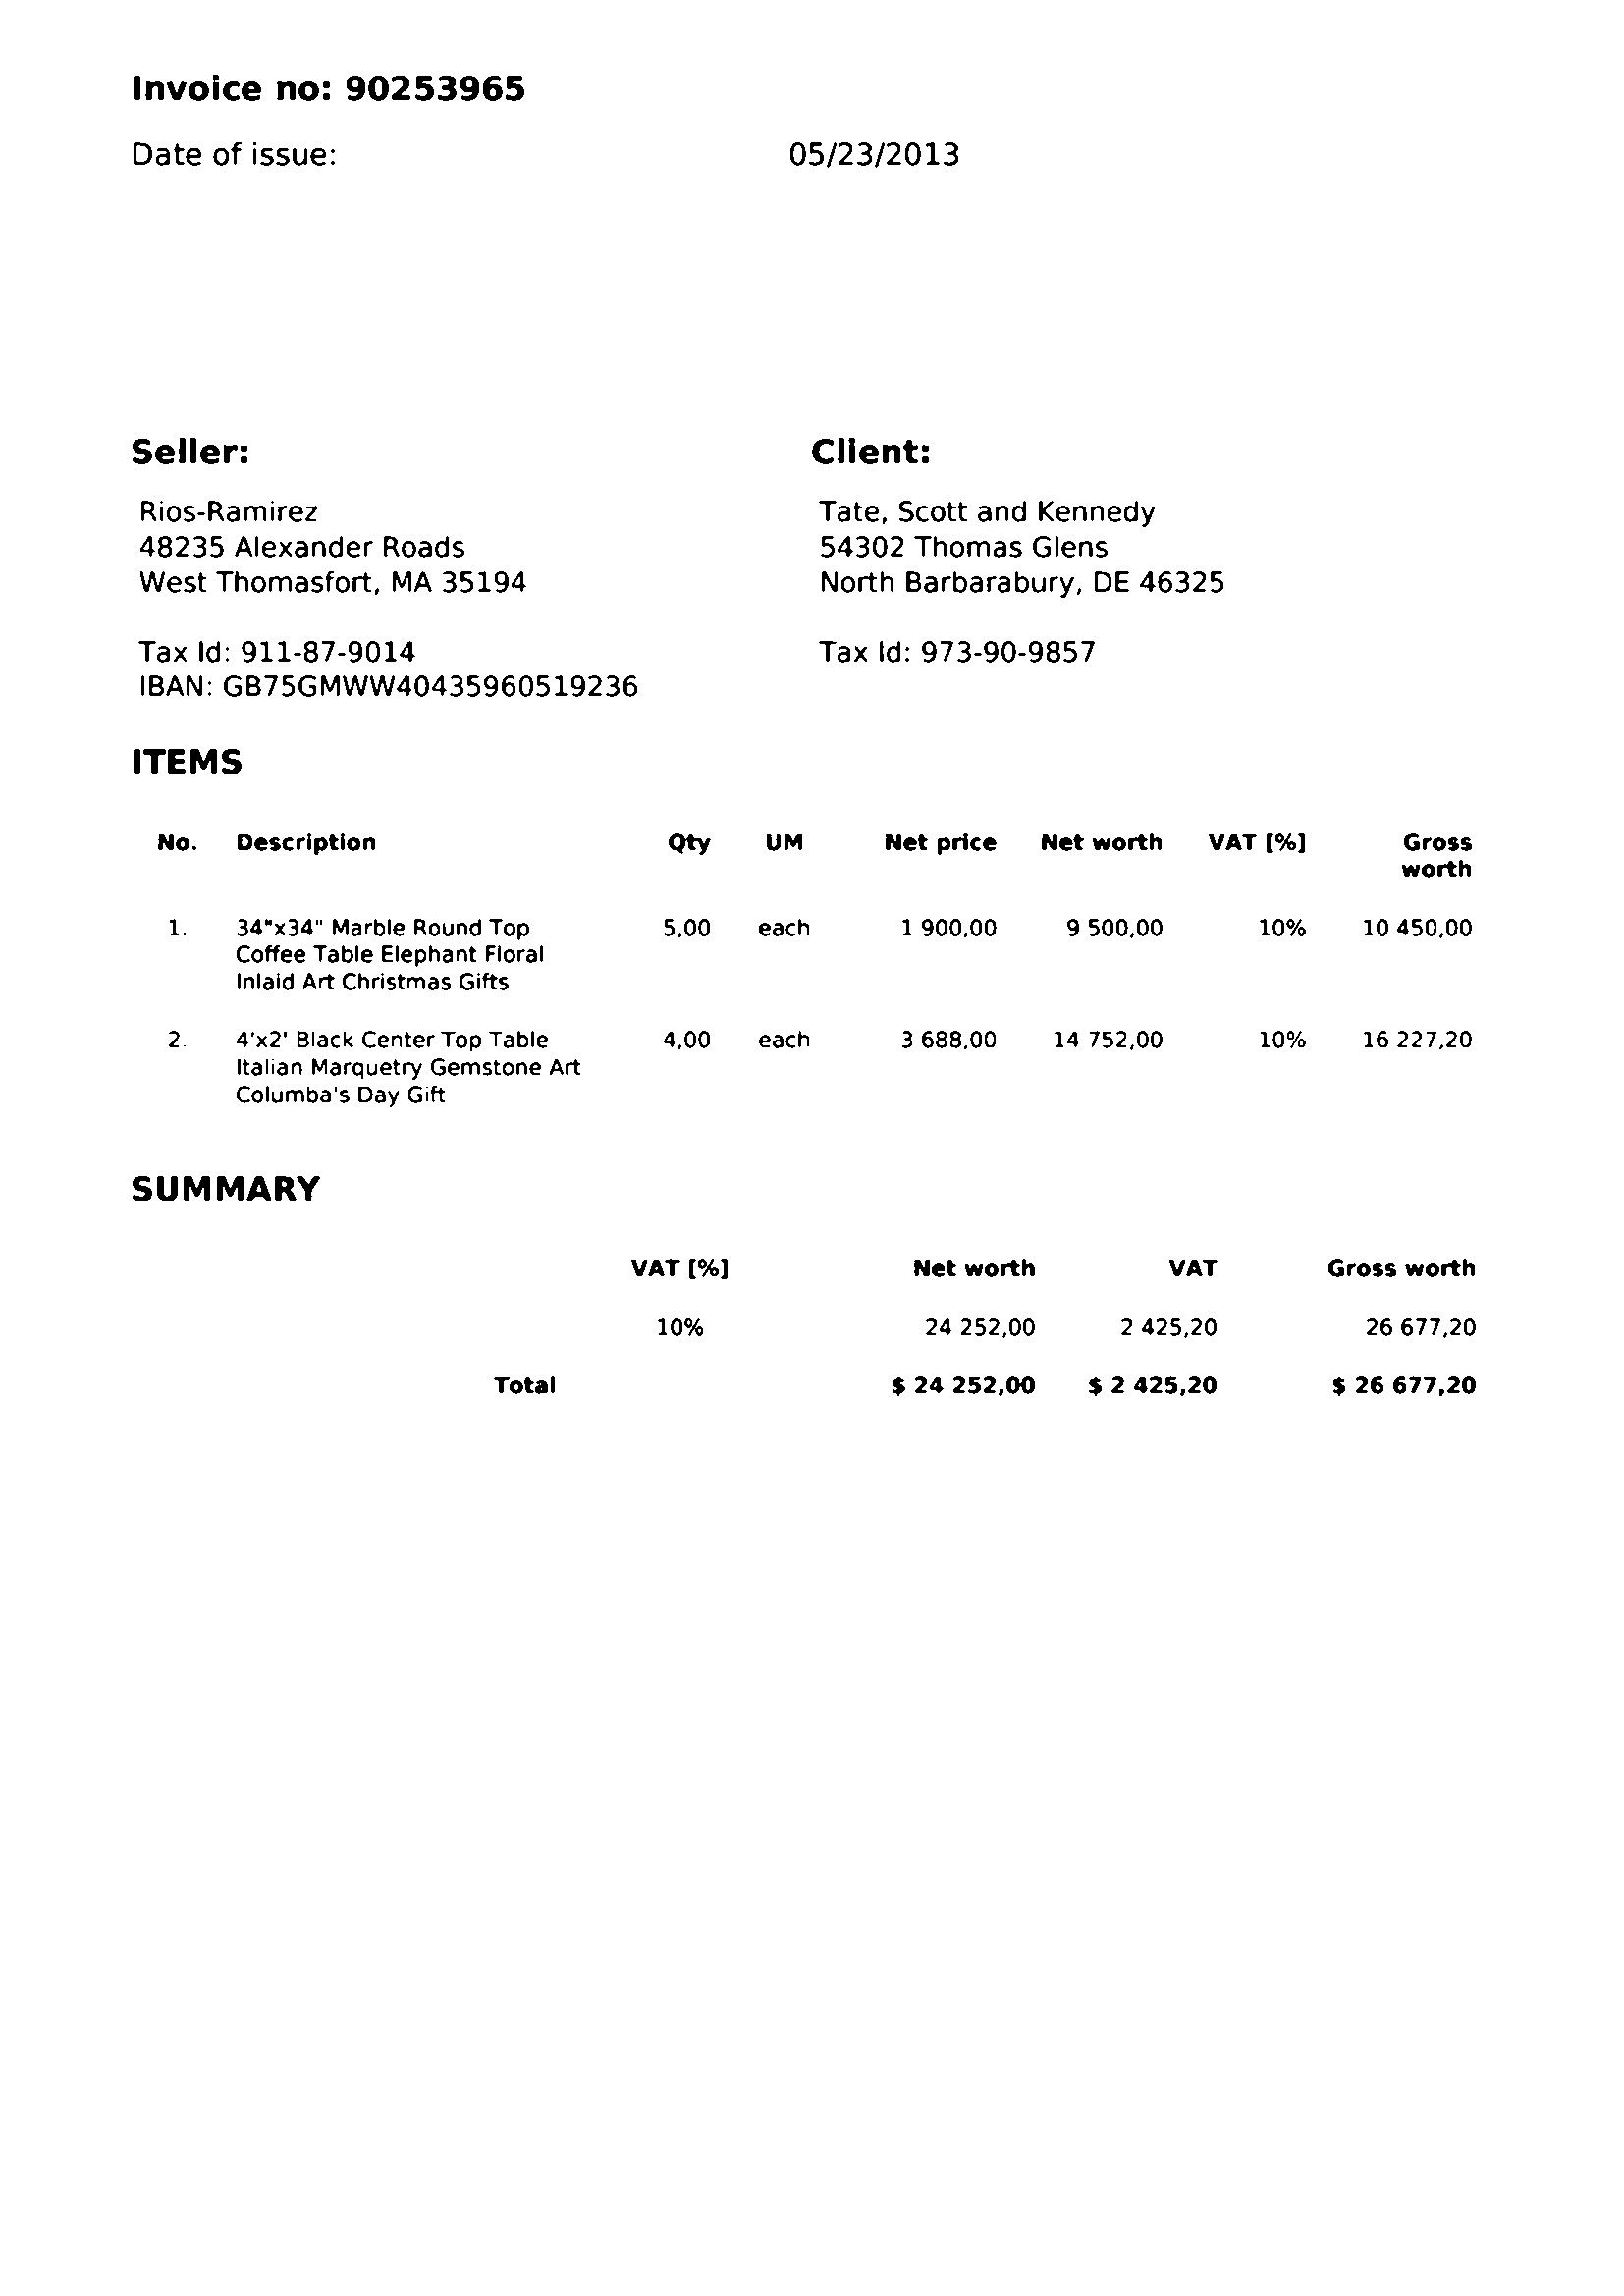 Invoice no: 90253965
Date of issue: 05/23/2013
Seller: Client:
Rios-Ramirez Tate, Scott and Kennedy
48235 Alexander Roads 54302 Thomas Glens
West Thomasfort, MA 35194 North Barbarabury, DE 46325
Tax Id: 911-87-9014 Tax Id: 973-90-9857
IBAN: GB75GMWW40435960519236
ITEMS
No. Description Qty UM Net price Net worth VAT [%] Gross
worth
1. 34"x34" Marble Round Top 5,00 each 1 900,00 9 500,00 10% 10 450,00
Coffee Table Elephant Floral
Inlaid Art Christmas Gifts
2. 4'x2' Black Center Top Table 4,00 each 3 688,00 14 752,00 10% 16 227,20
Italian Marquetry Gemstone Art
Columba's Day Gift
SUMMARY
VAT [%] Net worth VAT Gross worth
10% 24 252,00 2 425,20 26 677,20
Total $ 24 252,00 $ 2 425,20 $ 26 677,20